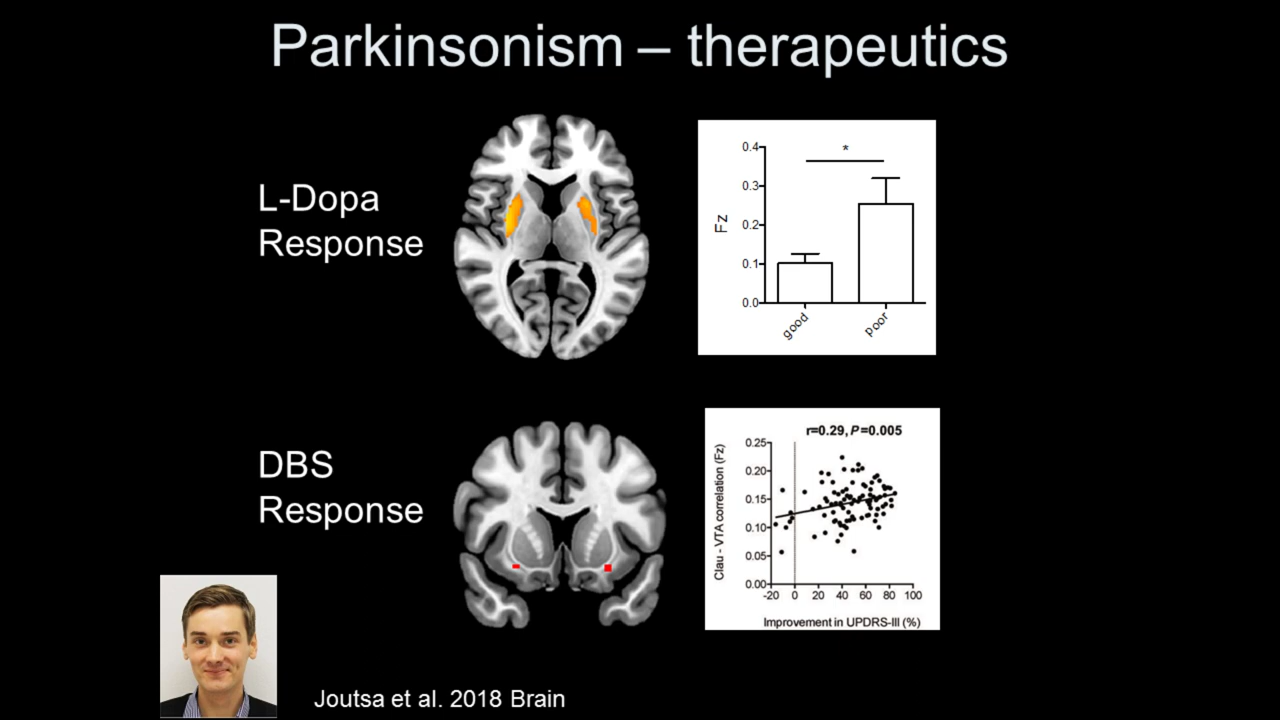 Parkinsonism – therapeutics
L-Dopa
Response
*
0.4
0.3
0.2
0.1
0.0
Fz
good
poor
DBS
Response
r=0.29, P=0.005
Clau - VTA correlation (Fz)
0.25
0.20
0.15
0.10
0.05
0.00
-20 0 20 40 60 80 100
Improvement in UPDRS-III (%)
Joutsa et al. 2018 Brain